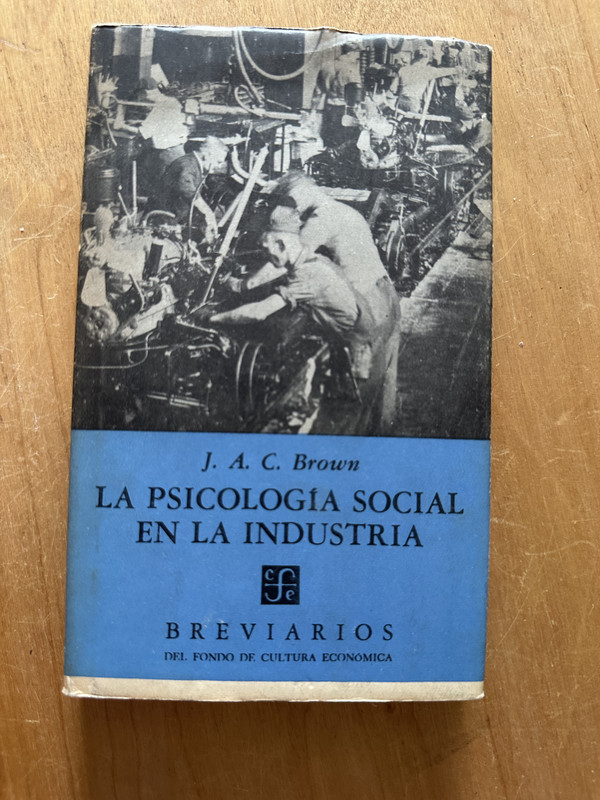 J. A. C. Brown
LA PSICOLOGÍA SOCIAL
EN LA INDUSTRIA
c f e
BREVIARIOS
DEL FONDO DE CULTURA ECONÓMICA